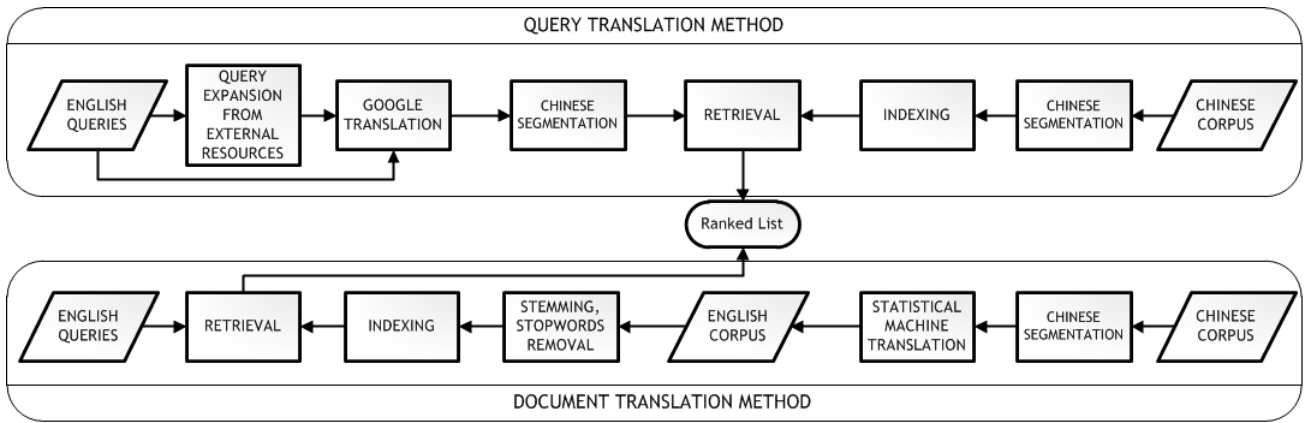 QUERY TRANSLATION METHOD
ENGLISH
QUERIES
QUERY
EXPANSION
FROM
EXTERNAL
RESOURCES
GOOGLE
TRANSLATION
CHINESE
SEGMENTATION
RETRIEVAL
INDEXING
CHINESE
SEGMENTATION
CHINESE
CORPUS
Ranked List
ENGLISH
QUERIES
RETRIEVAL
INDEXING
STEMMING,
STOPWORDS
REMOVAL
ENGLISH
CORPUS
STATISTICAL
MACHINE
TRANSLATION
CHINESE
SEGMENTATION
CHINESE
CORPUS
DOCUMENT TRANSLATION METHOD